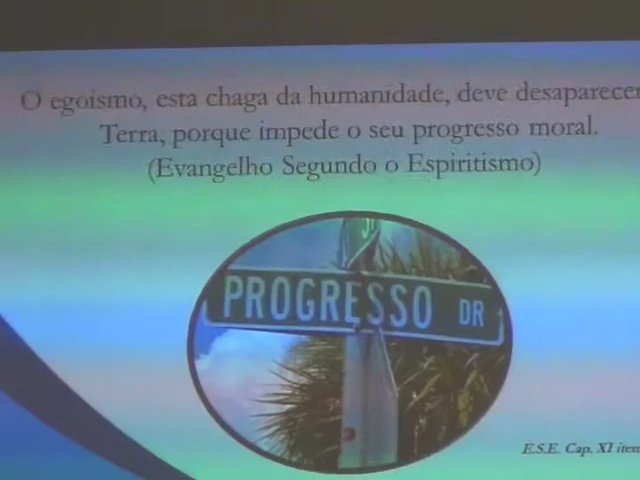 O egoísmo, esta chaga da humanidade, deve desaparecer
Terra, porque impede o seu progresso moral.
(Evangelho Segundo o Espiritismo)
PROGRESSO DR
E.S.E. Cap. XI